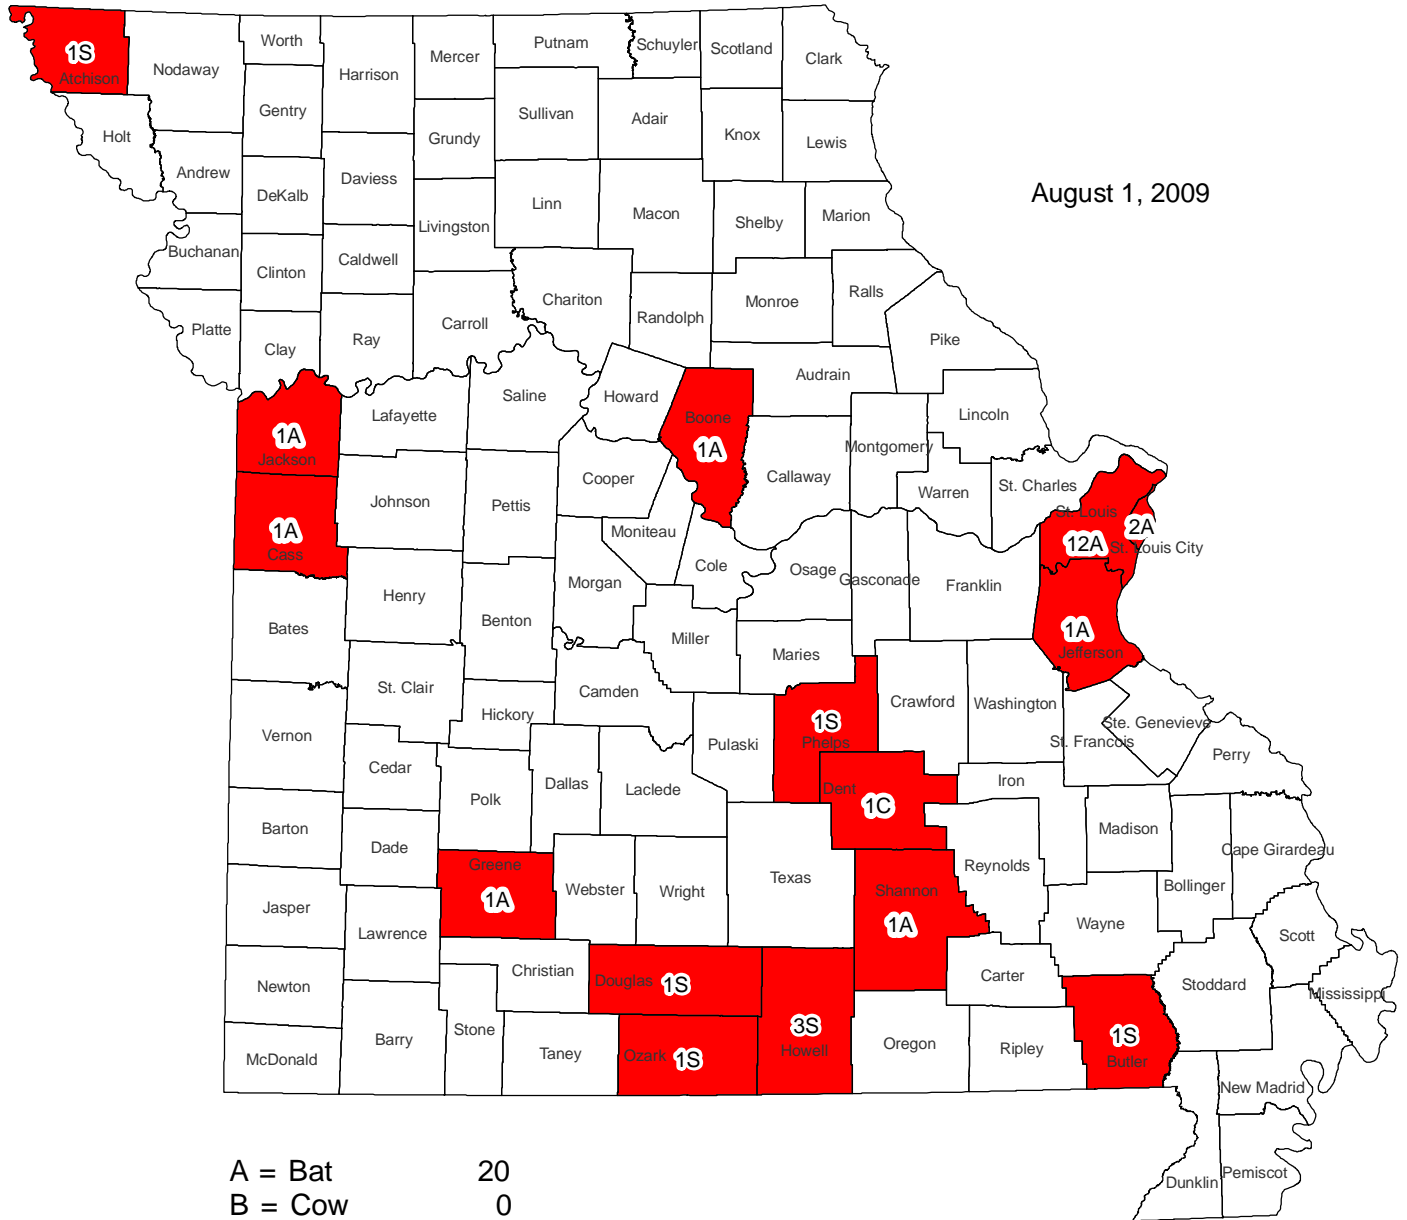 1S
Atchison
Nodaway
Worth
Harrison
Mercer
Putnam
Schuyler
Scotland
Clark
Holt
Gentry
Grundy
Sullivan
Adair
Knox
Lewis
Andrew
DeKalb
Daviess
Livingston
Linn
Macon
Shelby
Marion
August 1, 2009
Buchanan
Clinton
Caldwell
Chariton
Randolph
Monroe
Ralls
Pike
Platte
Clay
Ray
Carroll
Saline
Howard
Audrain
Boone
1A
Lincoln
1A
Jackson
Lafayette
Cooper
Callaway
Montgomery
Warren
St. Charles
St. Louis
12A
2A
St. Louis City
1A
Cass
Johnson
Pettis
Moniteau
Cole
Osage
Gasconade
Franklin
Morgan
Henry
Benton
Miller
Maries
1A
Jefferson
Bates
St. Clair
Camden
Crawford
Washington
Ste. Genevieve
St. Francois
Perry
Vernon
Hickory
Pulaski
1S
Phelps
Cedar
Polk
Dallas
Laclede
Dent
1C
Iron
Madison
Cape Girardeau
Bollinger
Barton
Dade
Greene
1A
Webster
Wright
Texas
Shannon
1A
Reynolds
Wayne
Scott
Jasper
Lawrence
Christian
Douglas 1S
Carter
Stoddard
Mississippi
Newton
Barry
Stone
Taney
Ozark 1S
3S
Howell
Oregon
Ripley
1S
Butler
McDonald
New Madrid
Dunklin
Pemiscot
A = Bat 20
B = Cow 0